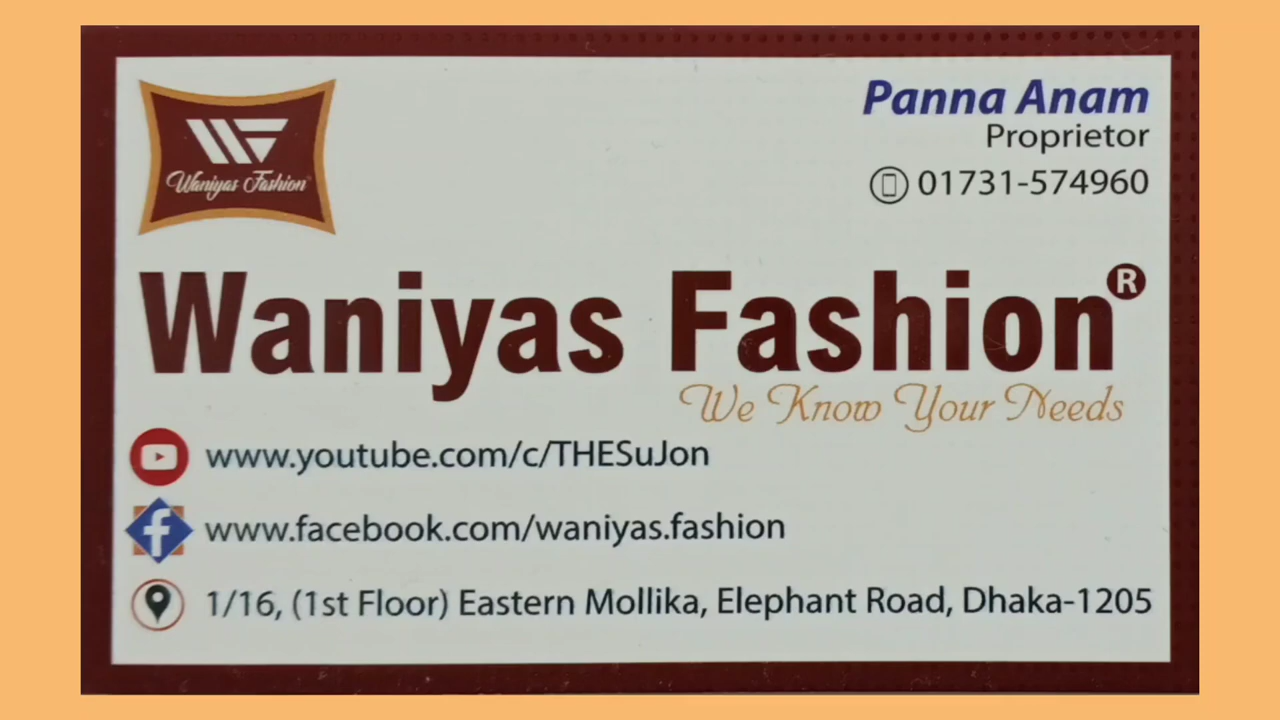 Waniyas Fashion
Panna Anam
Proprietor
01731-574960
Waniyas Fashion®
We Know Your Needs
www.youtube.com/c/THESuJon
www.facebook.com/waniyas.fashion
1/16, (1st Floor) Eastern Mollika, Elephant Road, Dhaka-1205